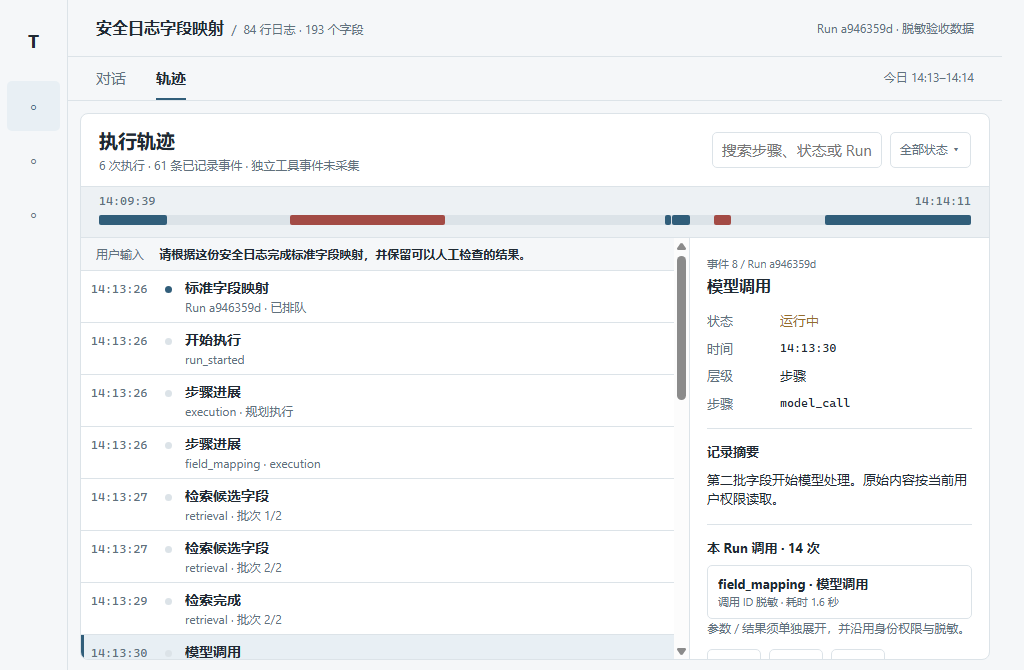 T
安全日志字段映射 / 84 行日志 · 193 个字段
Run a946359d · 脱敏验收数据
对话
轨迹
今日 14:13–14:14
执行轨迹
6 次执行 · 61 条已记录事件 · 独立工具事件未采集
搜索步骤、状态或 Run
全部状态
14:09:39
14:14:11
用户输入 请根据这份安全日志完成标准字段映射，并保留可以人工检查的结果。
14:13:26 标准字段映射
Run a946359d · 已排队
14:13:26 开始执行
run_started
14:13:26 步骤进展
execution · 规划执行
14:13:26 步骤进展
field_mapping · execution
14:13:27 检索候选字段
retrieval · 批次 1/2
14:13:27 检索候选字段
retrieval · 批次 2/2
14:13:29 检索完成
retrieval · 批次 2/2
14:13:30 模型调用
事件 8 / Run a946359d
模型调用
状态 运行中
时间 14:13:30
层级 步骤
步骤 model_call
记录摘要
第二批字段开始模型处理。原始内容按当前用
户权限读取。
本 Run 调用 · 14 次
field_mapping · 模型调用
调用 ID 脱敏 · 耗时 1.6 秒
参数 / 结果须单独展开，并沿用身份权限与脱敏。